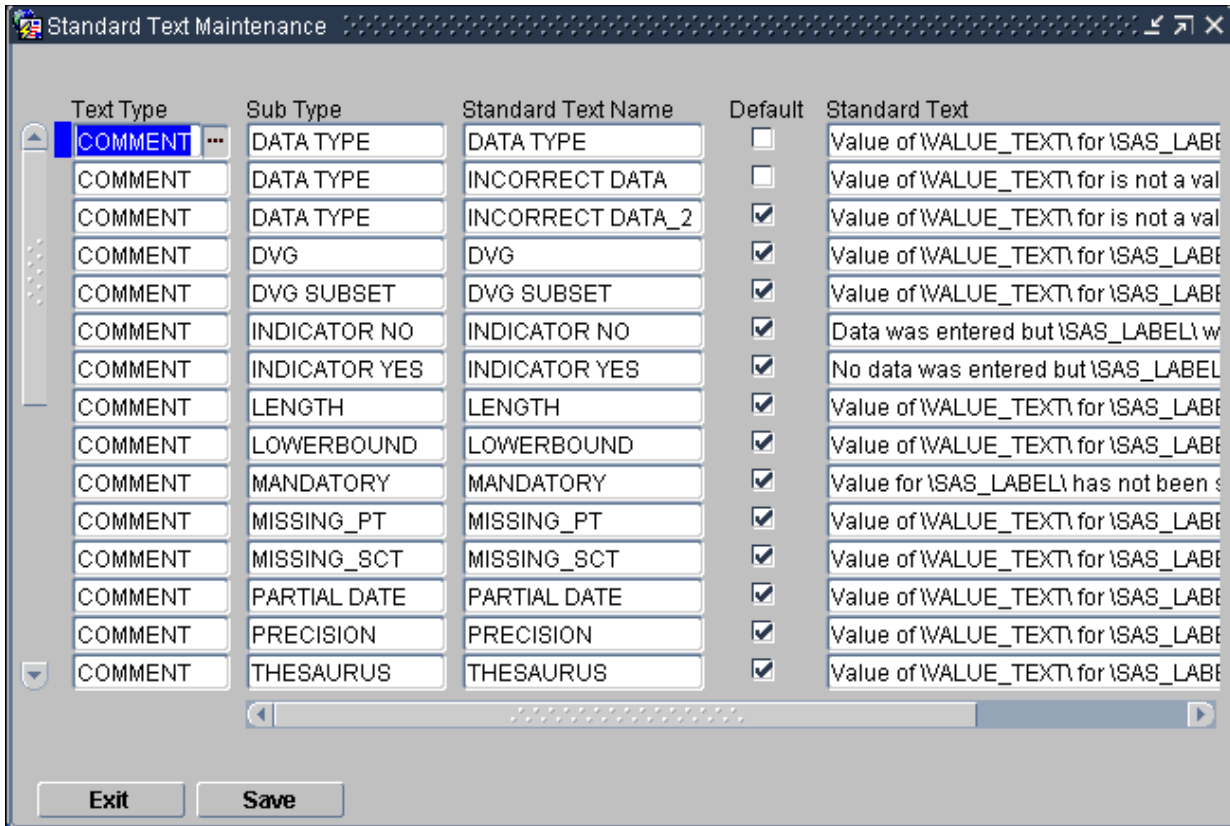 Standard Text Maintenance
Text Type Sub Type Standard Text Name Default Standard Text
COMMENT ... DATA TYPE DATA TYPE Value of \VALUE_TEXT\ for \SAS_LABE
COMMENT DATA TYPE INCORRECT DATA Value of \VALUE_TEXT\ for is not a val
COMMENT DATA TYPE INCORRECT DATA_2 Value of \VALUE_TEXT\ for is not a val
COMMENT DVG DVG Value of \VALUE_TEXT\ for \SAS_LABE
COMMENT DVG SUBSET DVG SUBSET Value of \VALUE_TEXT\ for \SAS_LABE
COMMENT INDICATOR NO INDICATOR NO Data was entered but \SAS_LABEL\ w
COMMENT INDICATOR YES INDICATOR YES No data was entered but \SAS_LABEL
COMMENT LENGTH LENGTH Value of \VALUE_TEXT\ for \SAS_LABE
COMMENT LOWERBOUND LOWERBOUND Value of \VALUE_TEXT\ for \SAS_LABE
COMMENT MANDATORY MANDATORY Value for \SAS_LABEL\ has not been s
COMMENT MISSING_PT MISSING_PT Value of \VALUE_TEXT\ for \SAS_LABE
COMMENT MISSING_SCT MISSING_SCT Value of \VALUE_TEXT\ for \SAS_LABE
COMMENT PARTIAL DATE PARTIAL DATE Value of \VALUE_TEXT\ for \SAS_LABE
COMMENT PRECISION PRECISION Value of \VALUE_TEXT\ for \SAS_LABE
COMMENT THESAURUS THESAURUS Value of \VALUE_TEXT\ for \SAS_LABE
Exit Save